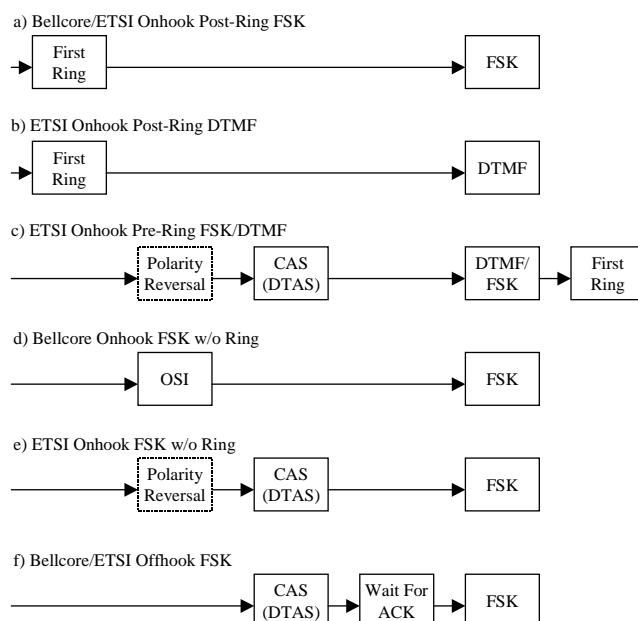 a) Bellcore/ETSI Onhook Post-Ring FSK
First
Ring
FSK
b) ETSI Onhook Post-Ring DTMF
First
Ring
DTMF
c) ETSI Onhook Pre-Ring FSK/DTMF
Polarity
Reversal
CAS
(DTAS)
DTMF/
FSK
First
Ring
d) Bellcore Onhook FSK w/o Ring
OSI
FSK
e) ETSI Onhook FSK w/o Ring
Polarity
Reversal
CAS
(DTAS)
FSK
f) Bellcore/ETSI Offhook FSK
CAS
(DTAS)
Wait For
ACK
FSK